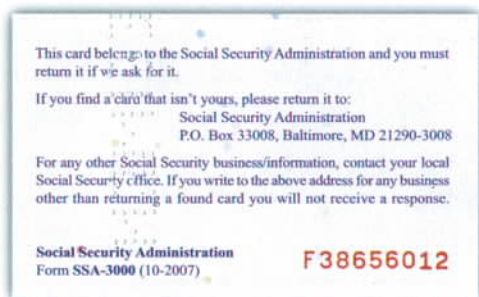 This card belongs to the Social Security Administration and you must
return it if we ask for it.
If you find a card that isn't yours, please return it to:
Social Security Administration
P.O. Box 33008, Baltimore, MD 21290-3008
For any other Social Security business/information, contact your local
Social Security office. If you write to the above address for any business
other than returning a found card you will not receive a response.
Social Security Administration
Form SSA-3000 (10-2007)
F38656012